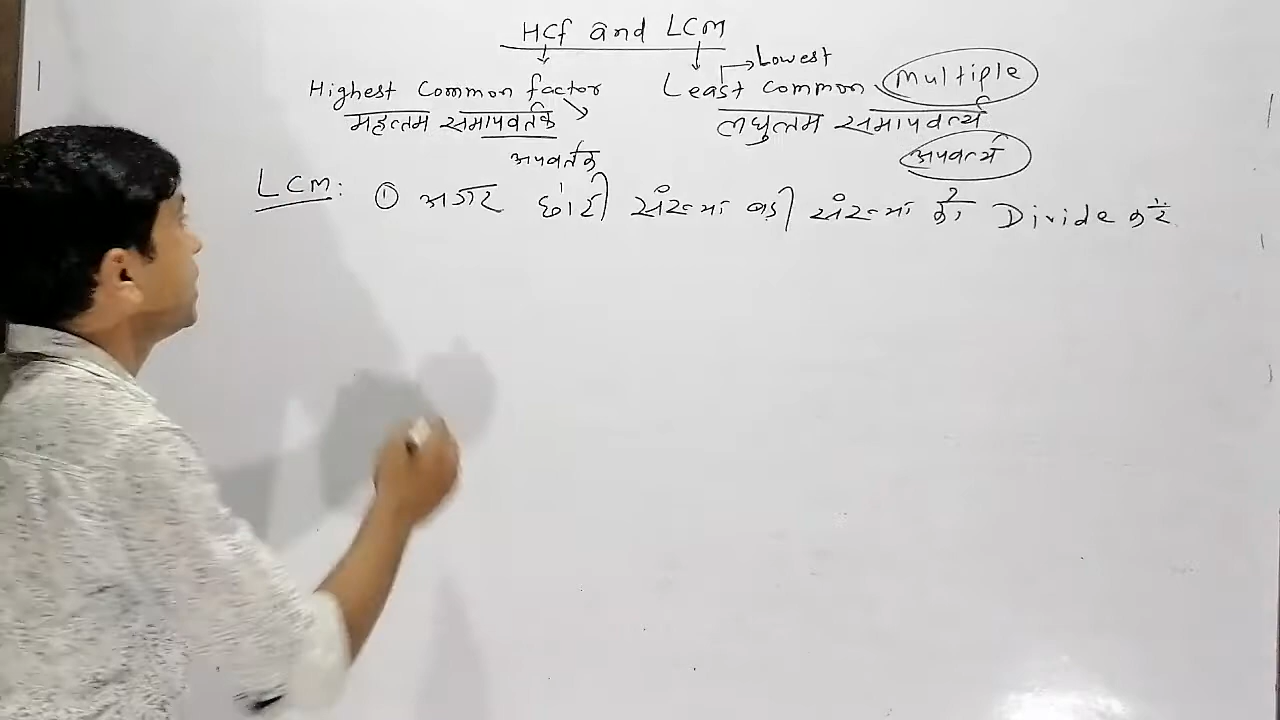 HCf and LCM
Lowest
Highest Common factor Least Common Multiple
महत्तम समापवर्तक लघुत्तम समापवर्त्य
अपवर्तक अपवर्त्य
LCM: ① अगर छोटी संख्या बड़ी संख्या को Divide करे